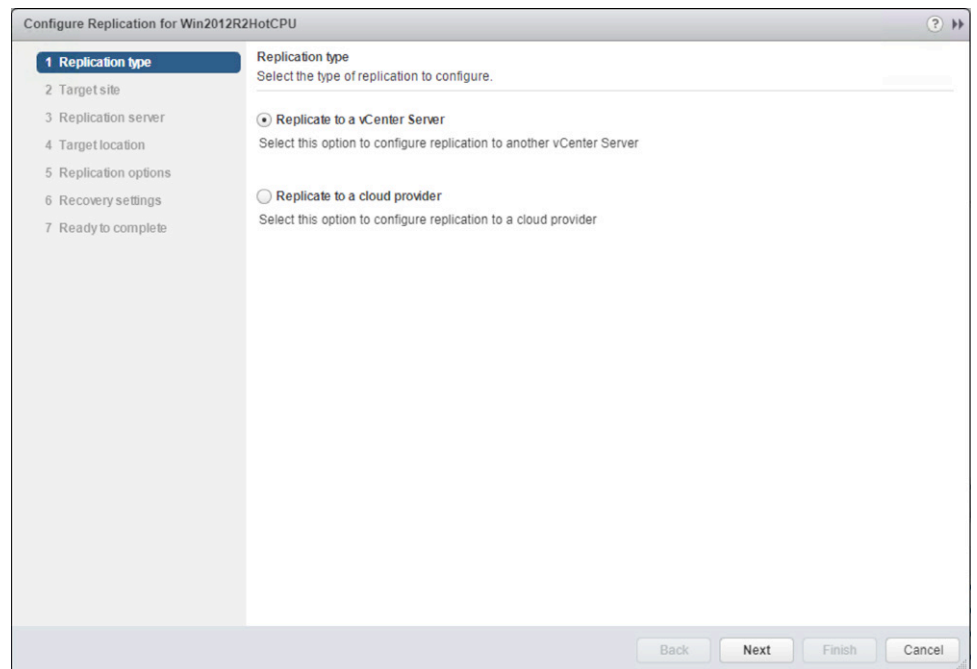 Configure Replication for Win2012R2HotCPU
?
1 Replication type
2 Target site
3 Replication server
4 Target location
5 Replication options
6 Recovery settings
7 Ready to complete
Replication type
Select the type of replication to configure.
Replicate to a vCenter Server
Select this option to configure replication to another vCenter Server
Replicate to a cloud provider
Select this option to configure replication to a cloud provider
Back Next Finish Cancel